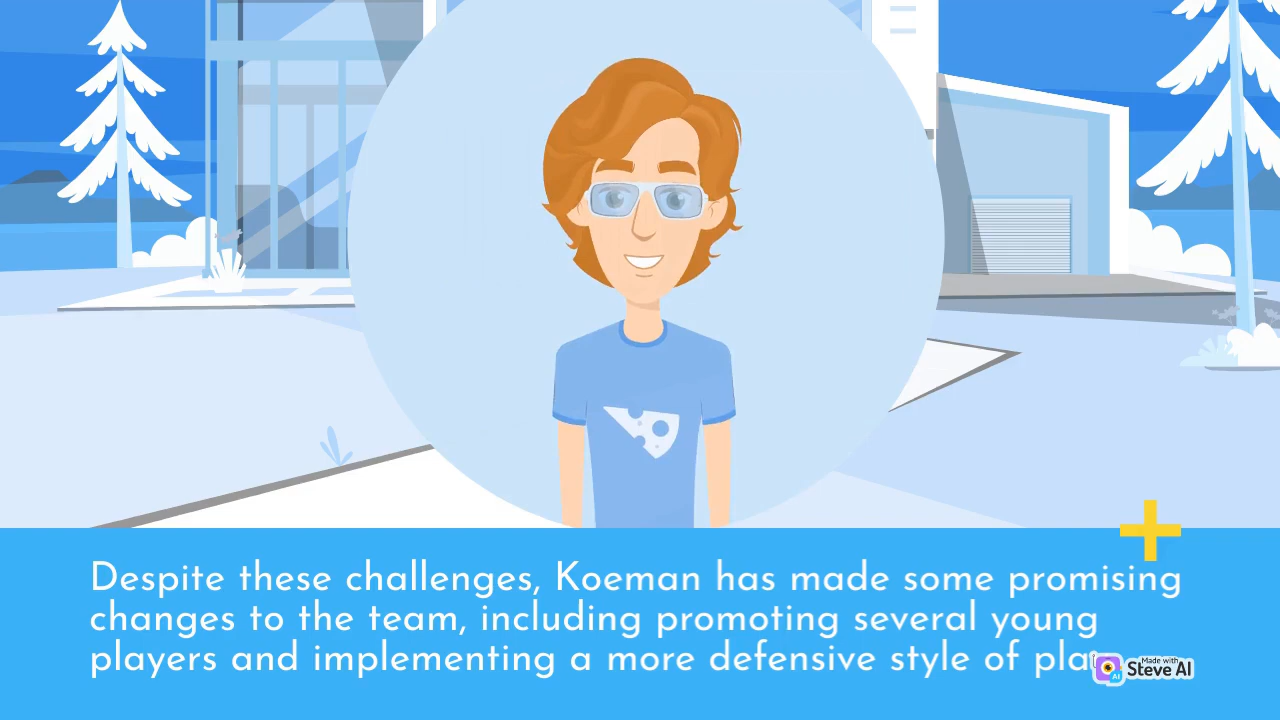 Despite these challenges, Koeman has made some promising
changes to the team, including promoting several young
players and implementing a more defensive style of
Made with
Steve AI
AI